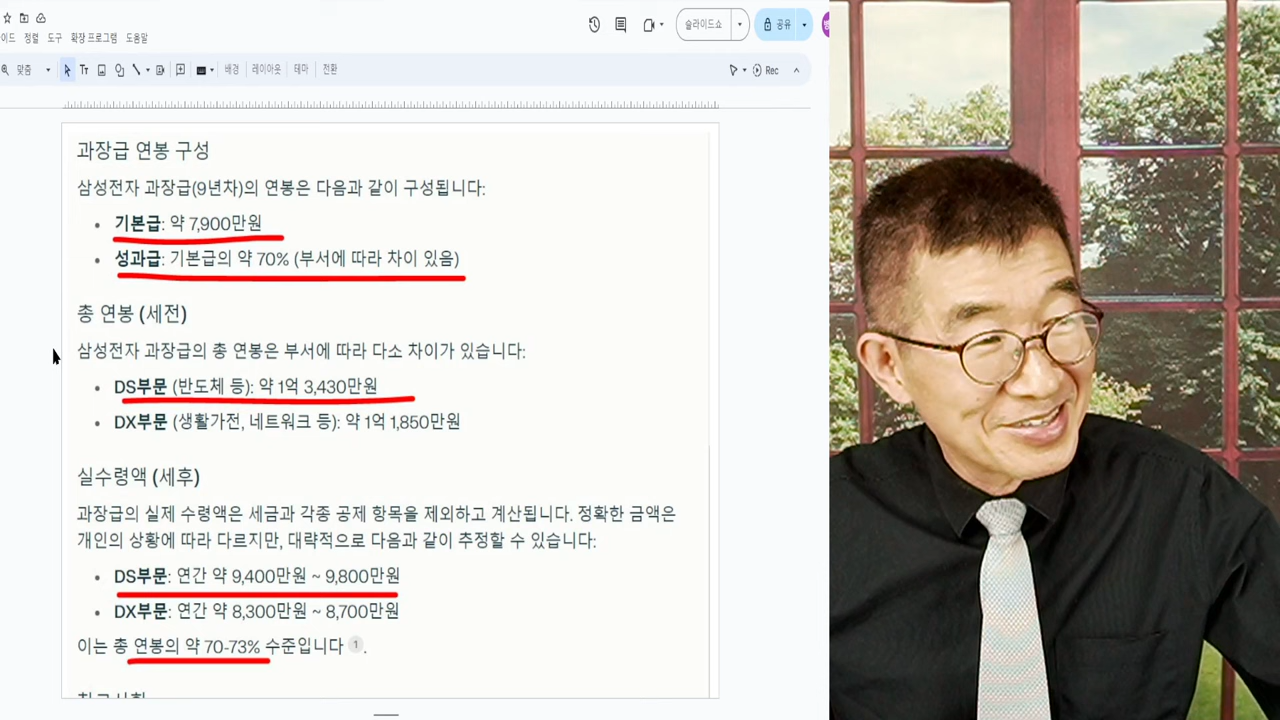 이드 정렬 도구 확장 프로그램 도움말
슬라이드쇼
공유
맞춤
Tr
배경 레이아웃 테마 전환
Rec
과장급 연봉 구성
삼성전자 과장급(9년차)의 연봉은 다음과 같이 구성됩니다:
• 기본급: 약 7,900만원
• 성과급: 기본급의 약 70% (부서에 따라 차이 있음)
총 연봉 (세전)
삼성전자 과장급의 총 연봉은 부서에 따라 다소 차이가 있습니다:
• DS부문 (반도체 등): 약 1억 3,430만원
• DX부문 (생활가전, 네트워크 등): 약 1억 1,850만원
실수령액 (세후)
과장급의 실제 수령액은 세금과 각종 공제 항목을 제외하고 계산됩니다. 정확한 금액은
개인의 상황에 따라 다르지만, 대략적으로 다음과 같이 추정할 수 있습니다:
• DS부문: 연간 약 9,400만원 ~ 9,800만원
• DX부문: 연간 약 8,300만원 ~ 8,700만원
이는 총 연봉의 약 70-73% 수준입니다 1.